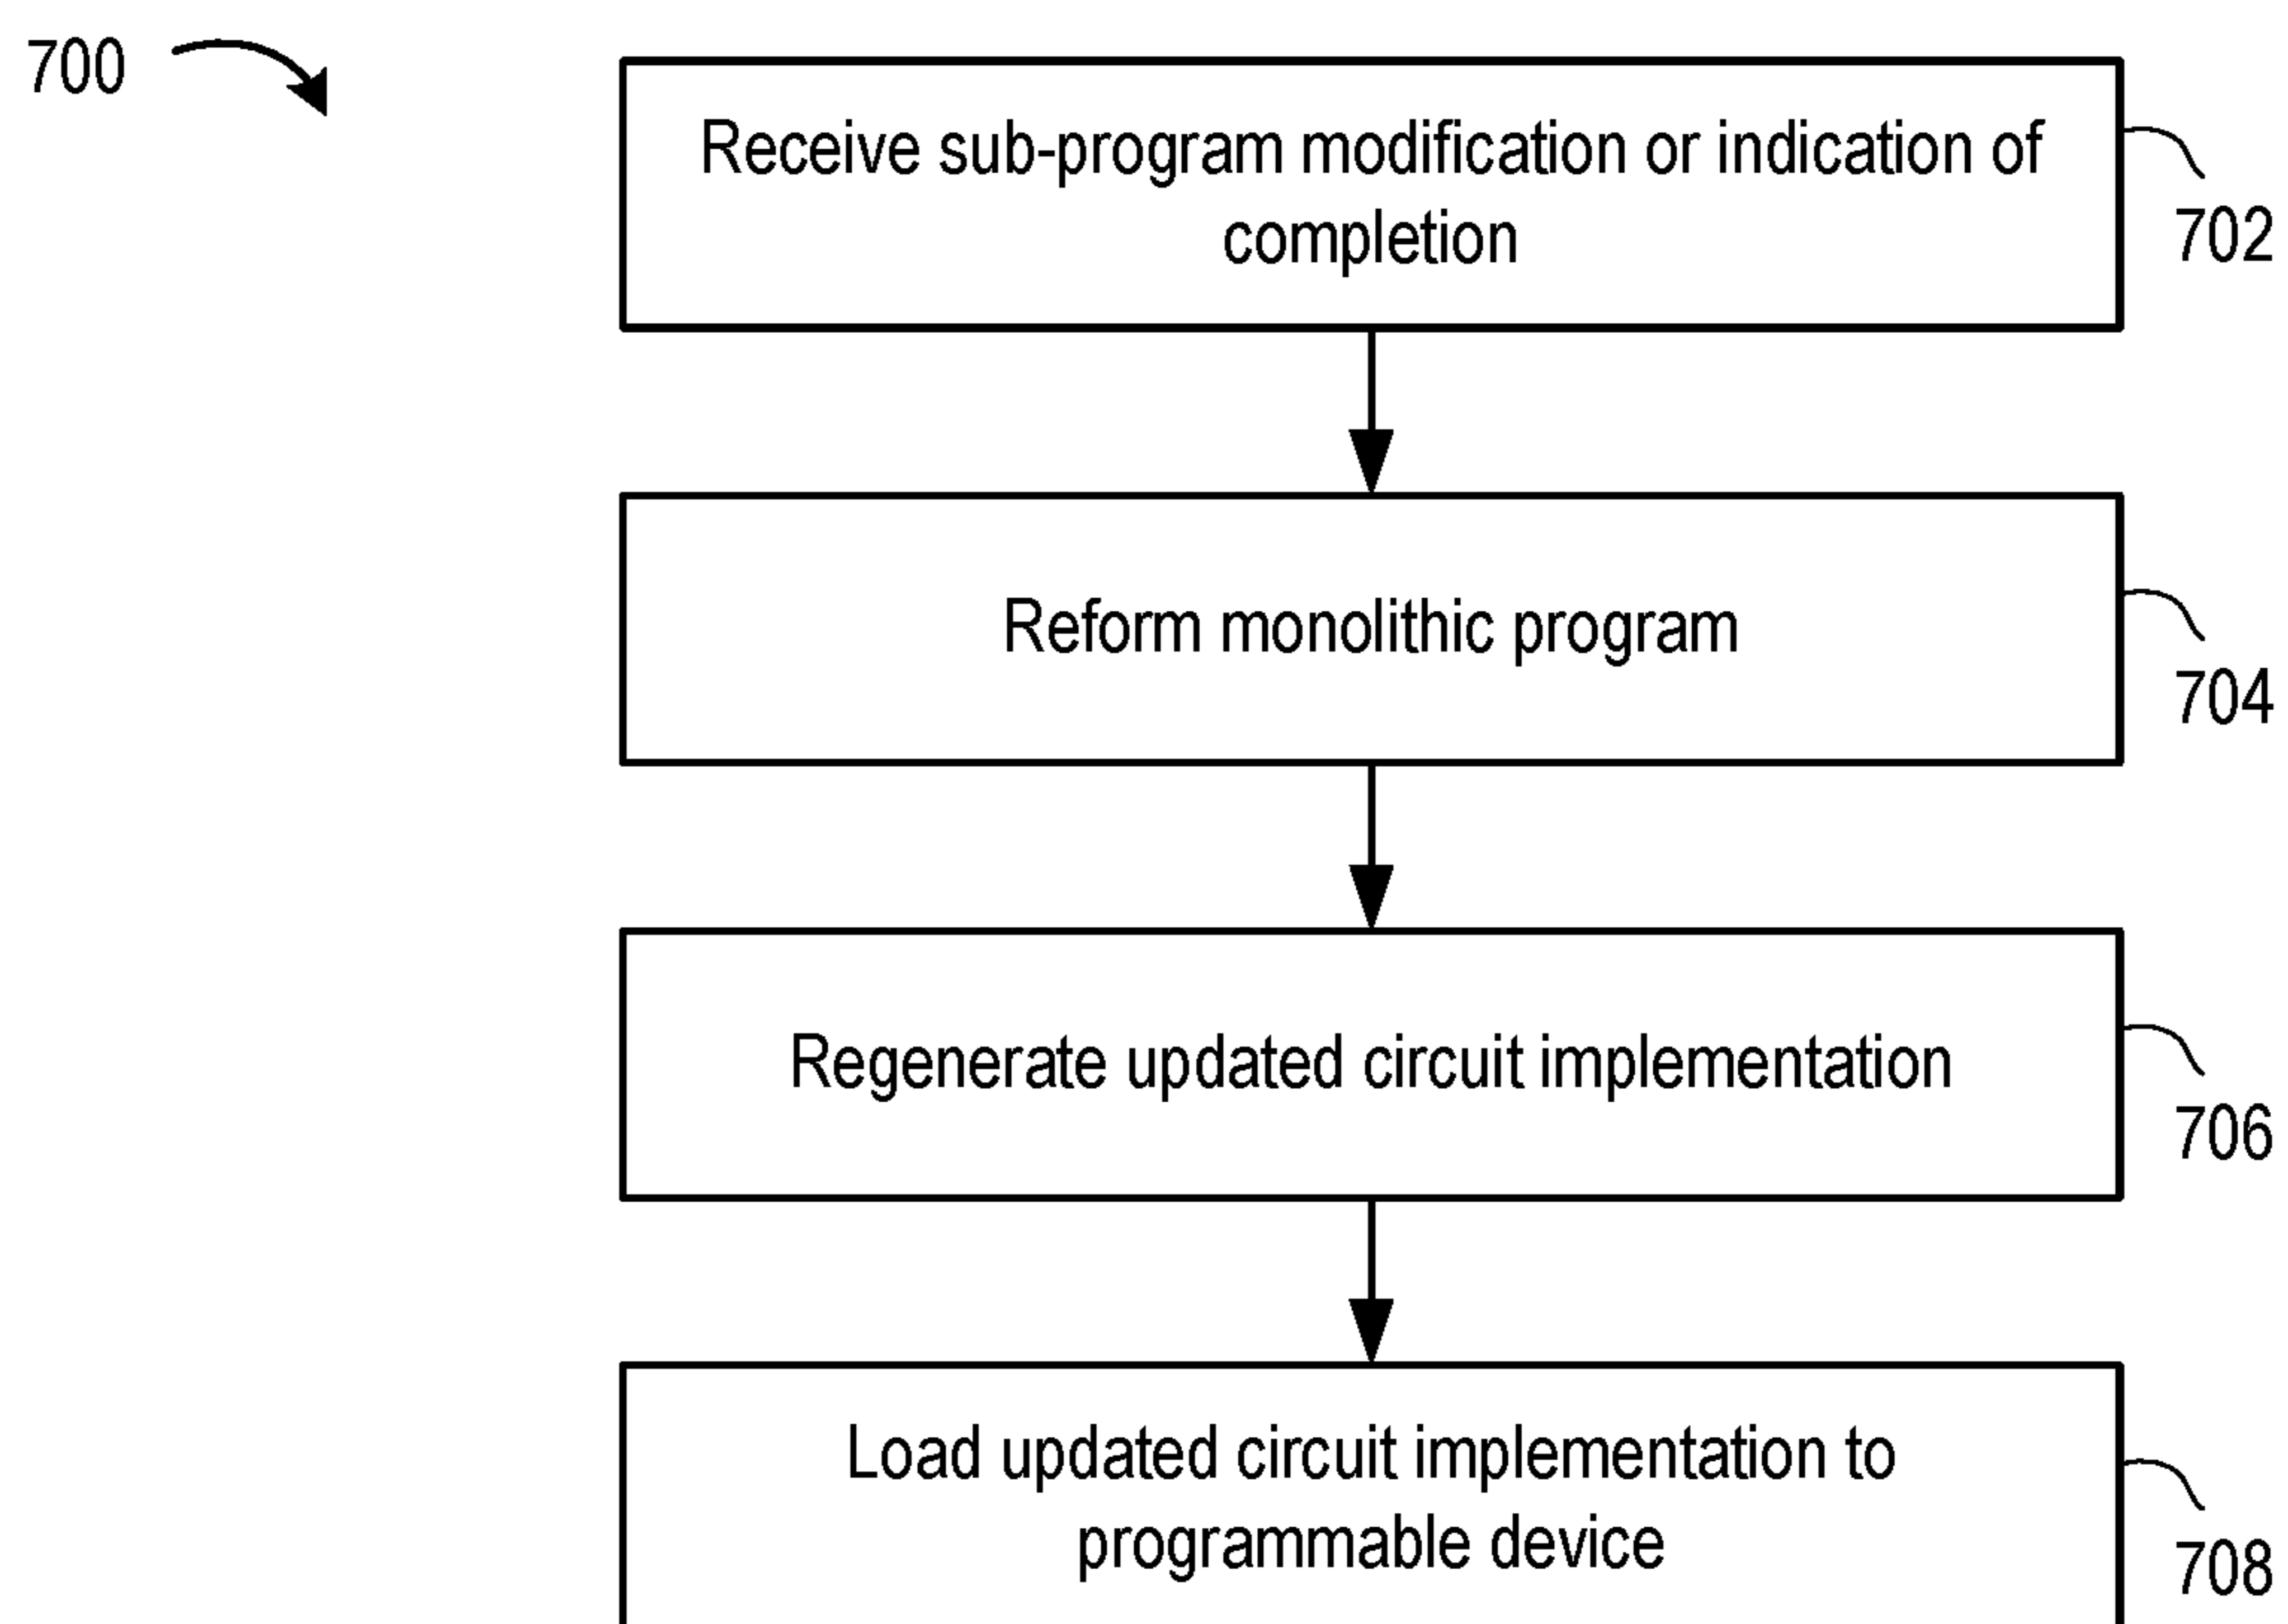 700
Receive sub-program modification or indication of
completion
702
Reform monolithic program
704
Regenerate updated circuit implementation
706
Load updated circuit implementation to
programmable device
708